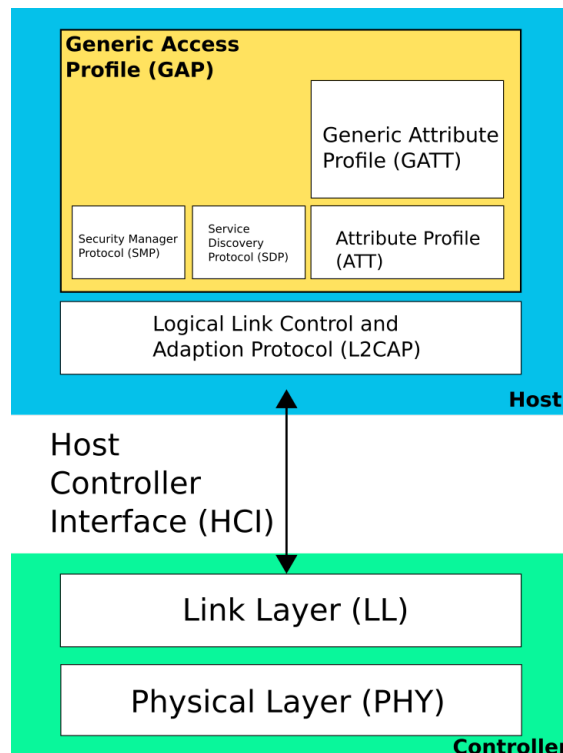 Generic Access
Profile (GAP)
Generic Attribute
Profile (GATT)
Security Manager
Protocol (SMP)
Service
Discovery
Protocol (SDP)
Attribute Profile
(ATT)
Logical Link Control and
Adaption Protocol (L2CAP)
Host
Host
Controller
Interface (HCI)
Link Layer (LL)
Physical Layer (PHY)
Controller